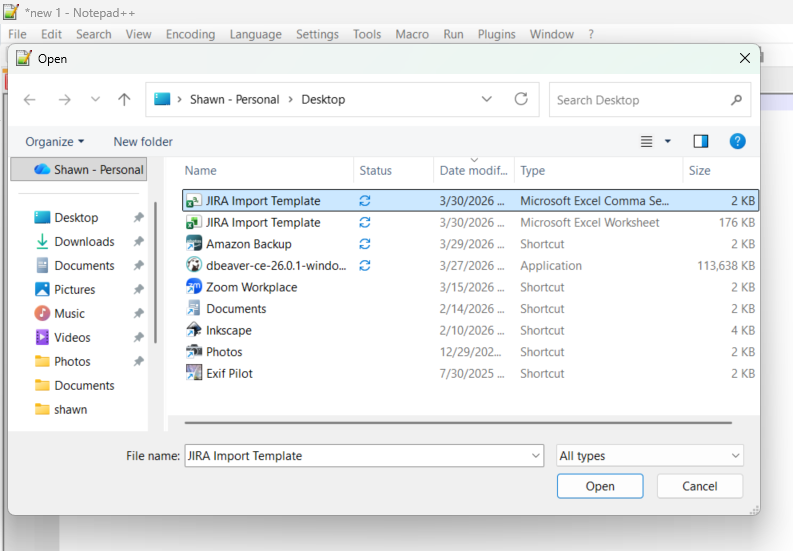 *new 1 - Notepad++
File Edit Search View Encoding Language Settings Tools Macro Run Plugins Window ?
Open
Shawn - Personal > Desktop
Search Desktop
Organize New folder
Shawn - Personal
Desktop
Downloads
Documents
Pictures
Music
Videos
Photos
Documents
shawn
Name Status Date modif... Type Size
JIRA Import Template 3/30/2026 ... Microsoft Excel Comma Se... 2 KB
JIRA Import Template 3/30/2026 ... Microsoft Excel Worksheet 176 KB
Amazon Backup 3/29/2026 ... Shortcut 2 KB
dbeaver-ce-26.0.1-windo... 3/27/2026 ... Application 113,638 KB
Zoom Workplace 3/15/2026 ... Shortcut 2 KB
Documents 2/14/2026 ... Shortcut 2 KB
Inkscape 2/10/2026 ... Shortcut 4 KB
Photos 12/29/202... Shortcut 2 KB
Exif Pilot 7/30/2025 ... Shortcut 2 KB
File name: JIRA Import Template All types
Open Cancel